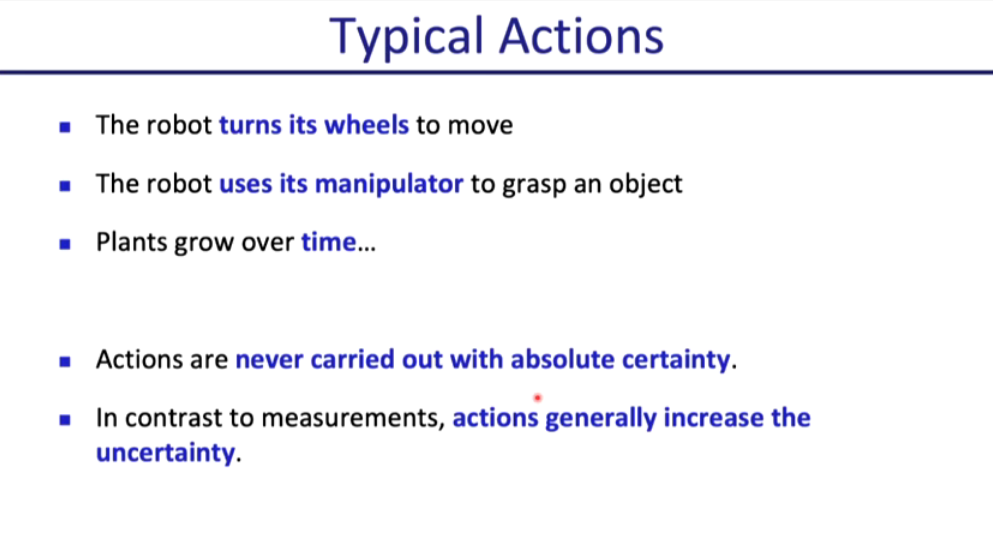 Typical Actions
The robot turns its wheels to move
The robot uses its manipulator to grasp an object
Plants grow over time...
Actions are never carried out with absolute certainty.
In contrast to measurements, actions generally increase the
uncertainty.